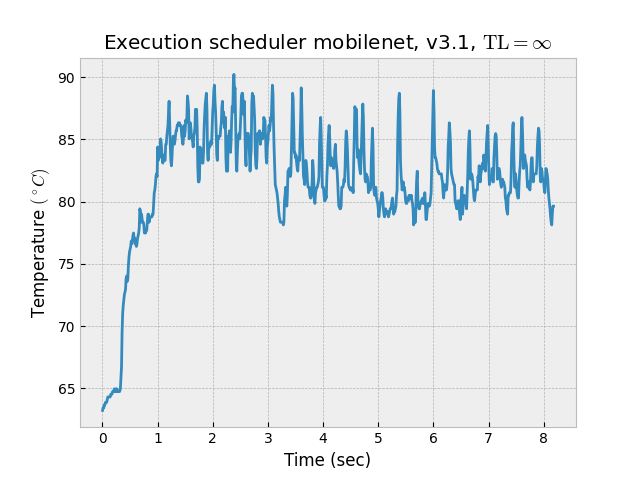 Execution scheduler mobilenet, v3.1, TL = ∞
90
85
80
75
70
65
Temperature (°C)
0 1 2 3 4 5 6 7 8
Time (sec)